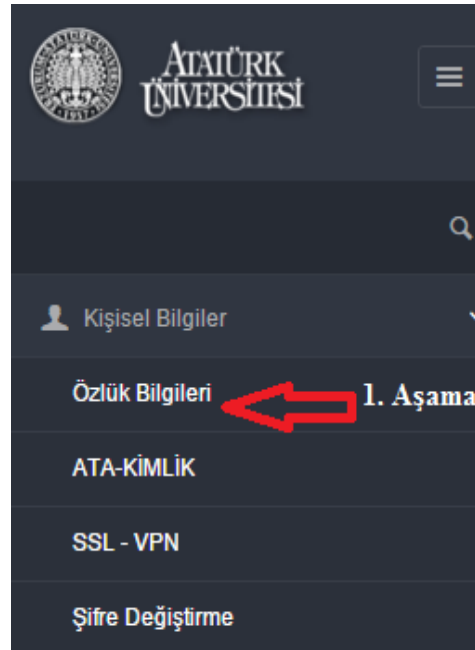 ATATÜRK
ÜNİVERSİTESİ
Kişisel Bilgiler
Özlük Bilgileri
1. Aşama
ATA-KİMLİK
SSL - VPN
Şifre Değiştirme